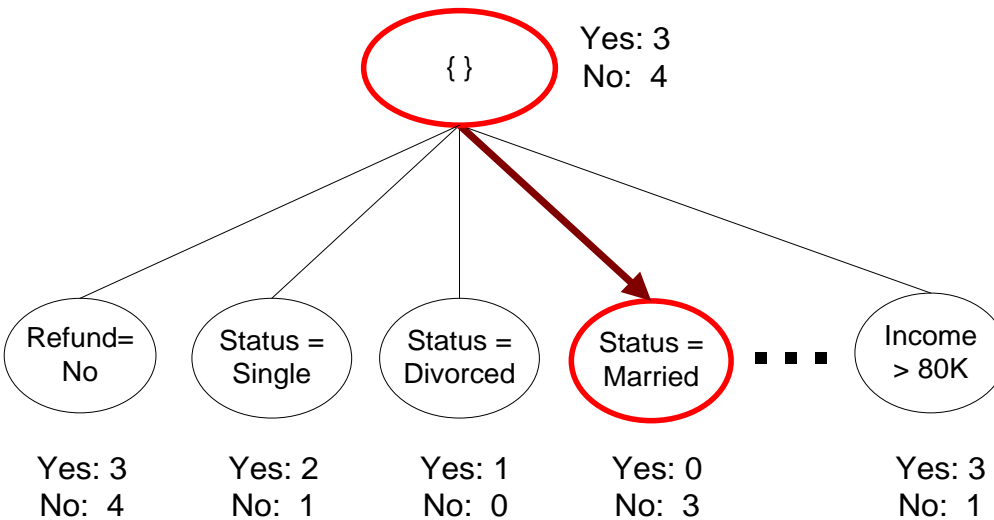 { }
Yes: 3
No: 4
Refund=
No
Status =
Single
Status =
Divorced
Status =
Married
Income
> 80K
Yes: 3
No: 4
Yes: 2
No: 1
Yes: 1
No: 0
Yes: 0
No: 3
Yes: 3
No: 1